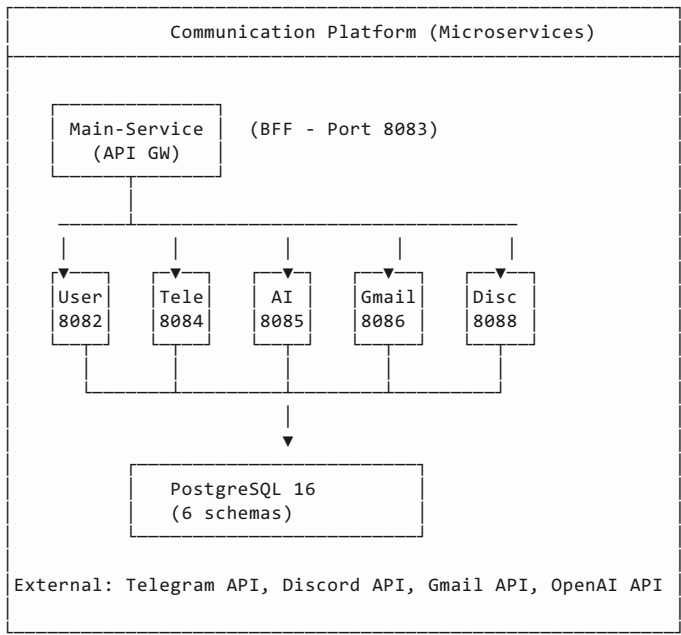 Communication Platform (Microservices)
Main-Service (BFF - Port 8083)
(API GW)
User Tele AI Gmail Disc
8082 8084 8085 8086 8088
PostgreSQL 16
(6 schemas)
External: Telegram API, Discord API, Gmail API, OpenAI API